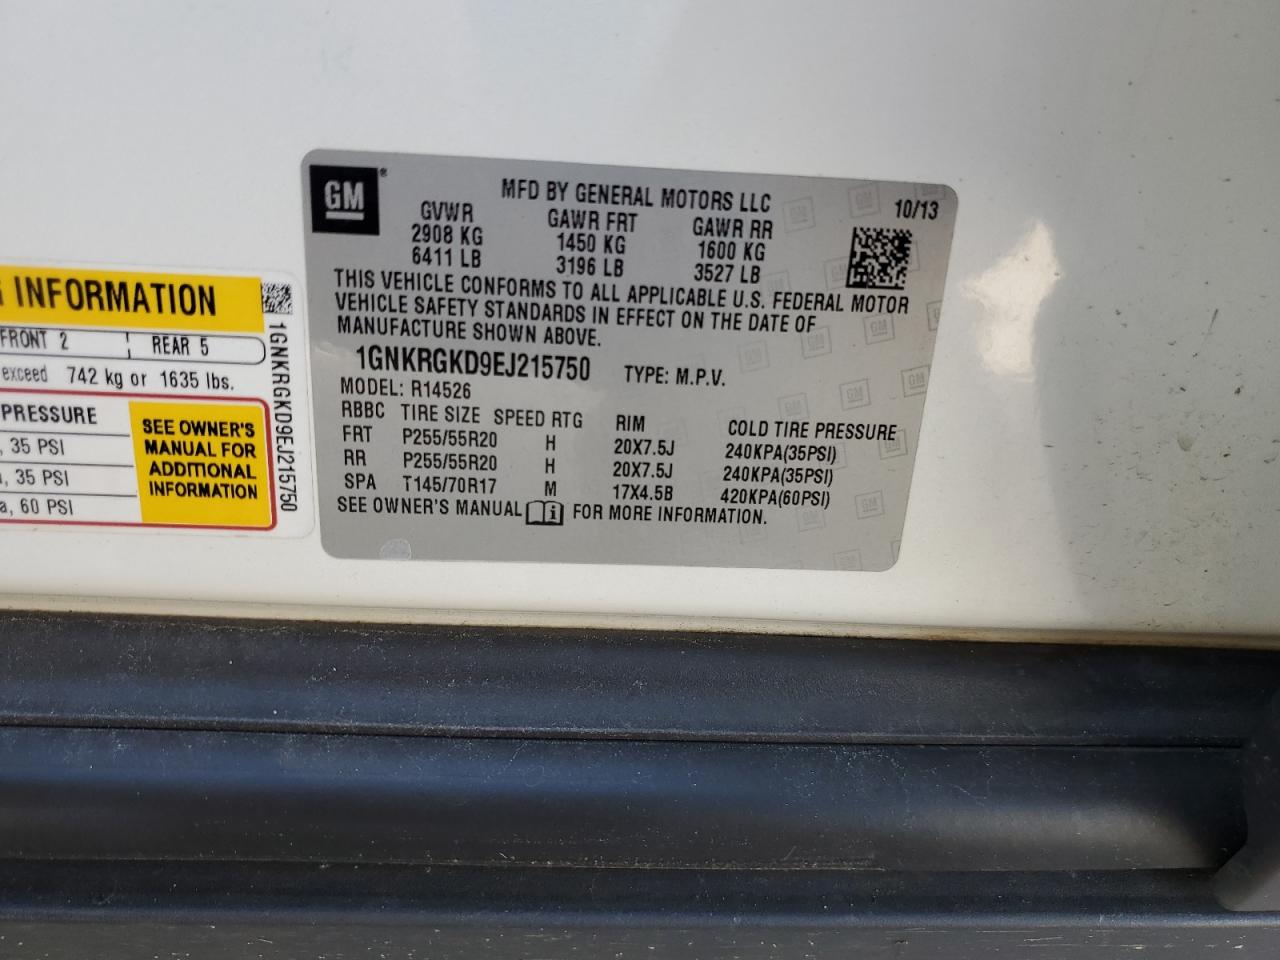 GM®
MFD BY GENERAL MOTORS LLC
10/13
GVWR GAWR FRT GAWR RR
2908 KG 1450 KG 1600 KG
6411 LB 3196 LB 3527 LB
THIS VEHICLE CONFORMS TO ALL APPLICABLE U.S. FEDERAL MOTOR
VEHICLE SAFETY STANDARDS IN EFFECT ON THE DATE OF
MANUFACTURE SHOWN ABOVE.
1GNKRGKD9EJ215750 TYPE: M.P.V.
MODEL: R14526
RBBC TIRE SIZE SPEED RTG RIM COLD TIRE PRESSURE
FRT P255/55R20 H 20X7.5J 240KPA(35PSI)
RR P255/55R20 H 20X7.5J 240KPA(35PSI)
SPA T145/70R17 M 17X4.5B 420KPA(60PSI)
SEE OWNER'S MANUAL i FOR MORE INFORMATION.
INFORMATION
FRONT 2 REAR 5
exceed 742 kg or 1635 lbs.
PRESSURE
, 35 PSI
a, 35 PSI
a, 60 PSI
SEE OWNER'S
MANUAL FOR
ADDITIONAL
INFORMATION
1GNKRGKD9EJ215750